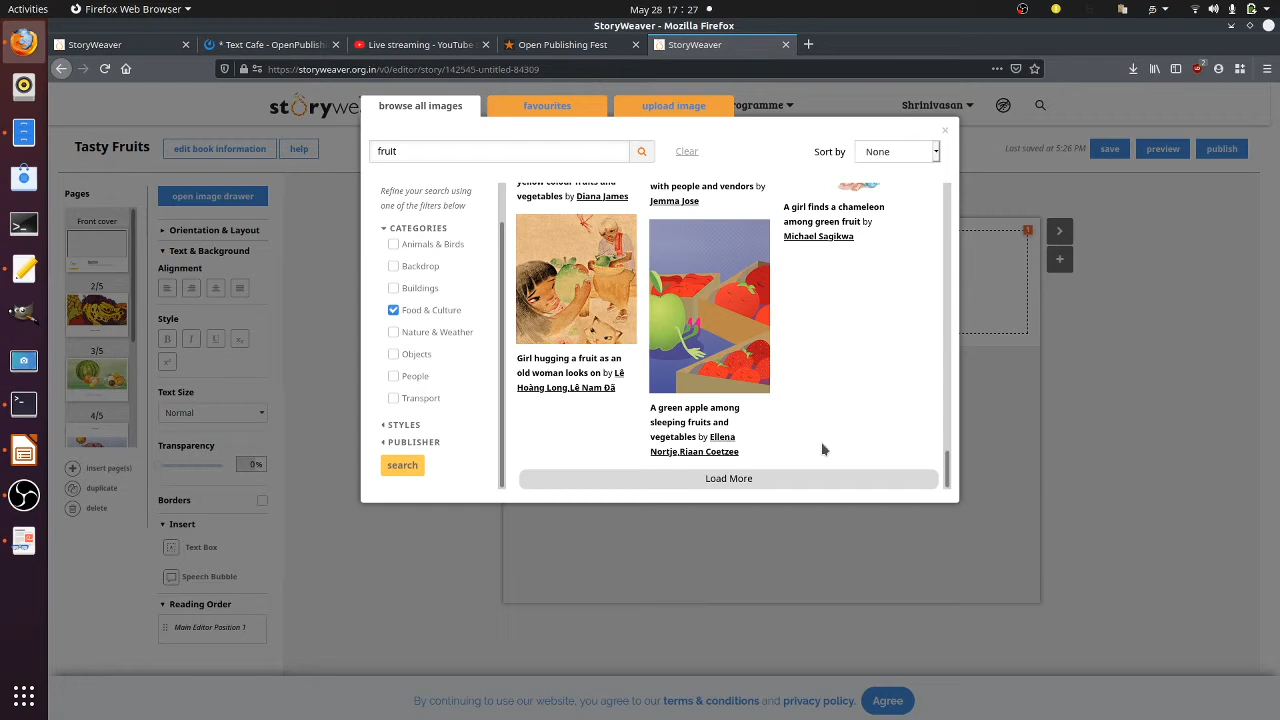 Activities
Firefox Web Browser
May 28 17:27
StoryWeaver - Mozilla Firefox
StoryWeaver
* Text Cafe - OpenPublishi
Live streaming - YouTube
Open Publishing Fest
StoryWeaver
https://storyweaver.org.in/v0/editor/story/142545-untitled-84309
2
browse all images
favourites
upload image
rogramme
Shrinivasan
fruit
Clear
Sort by
None
Tasty Fruits
edit book information
help
Last saved at 5:26 PM
save
preview
publish
Pages
Front cover
2/5
3/5
4/5
insert page(s)
duplicate
delete
open image drawer
Orientation & Layout
Text & Background
Alignment
Style
B
I
U
Text Size
Normal
Transparency
0%
Borders
Insert
Text Box
Speech Bubble
Reading Order
Main Editor Position 1
Refine your search using
one of the filters below
CATEGORIES
Animals & Birds
Backdrop
Buildings
Food & Culture
Nature & Weather
Objects
People
Transport
STYLES
PUBLISHER
search
yellow colour fruits and
vegetables by Diana James
Girl hugging a fruit as an
old woman looks on by Lê
Hoàng Long,Lê Nam Đã
with people and vendors by
Jemma Jose
A green apple among
sleeping fruits and
vegetables by Ellena
Nortje,Riaan Coetzee
A girl finds a chameleon
among green fruit by
Michael Sagikwa
Load More
By continuing to use our website, you agree to our terms & conditions and privacy policy.
Agree